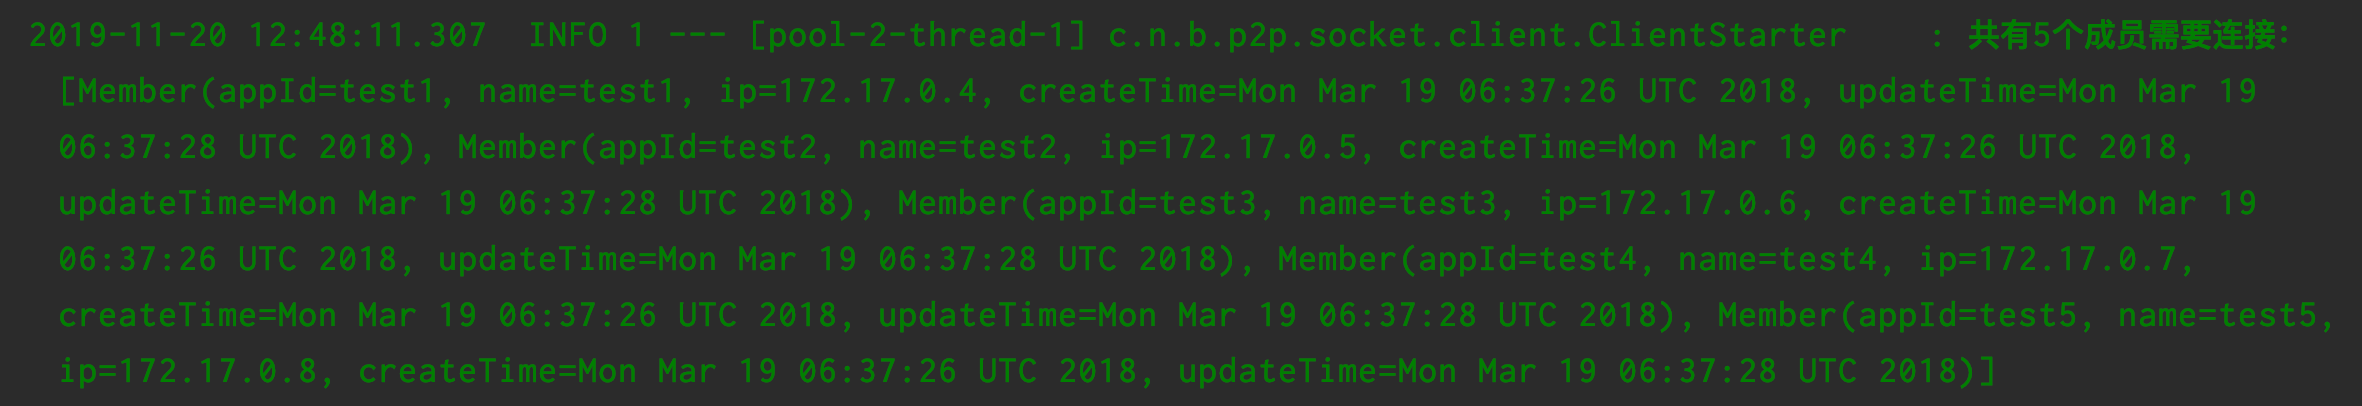 2019-11-20 12:48:11.307  INFO 1 --- [pool-2-thread-1] c.n.b.p2p.socket.client.ClientStarter    : 共有5个成员需要连接：
[Member(appId=test1, name=test1, ip=172.17.0.4, createTime=Mon Mar 19 06:37:26 UTC 2018, updateTime=Mon Mar 19
06:37:28 UTC 2018), Member(appId=test2, name=test2, ip=172.17.0.5, createTime=Mon Mar 19 06:37:26 UTC 2018,
updateTime=Mon Mar 19 06:37:28 UTC 2018), Member(appId=test3, name=test3, ip=172.17.0.6, createTime=Mon Mar 19
06:37:26 UTC 2018, updateTime=Mon Mar 19 06:37:28 UTC 2018), Member(appId=test4, name=test4, ip=172.17.0.7,
createTime=Mon Mar 19 06:37:26 UTC 2018, updateTime=Mon Mar 19 06:37:28 UTC 2018), Member(appId=test5, name=test5,
ip=172.17.0.8, createTime=Mon Mar 19 06:37:26 UTC 2018, updateTime=Mon Mar 19 06:37:28 UTC 2018)]